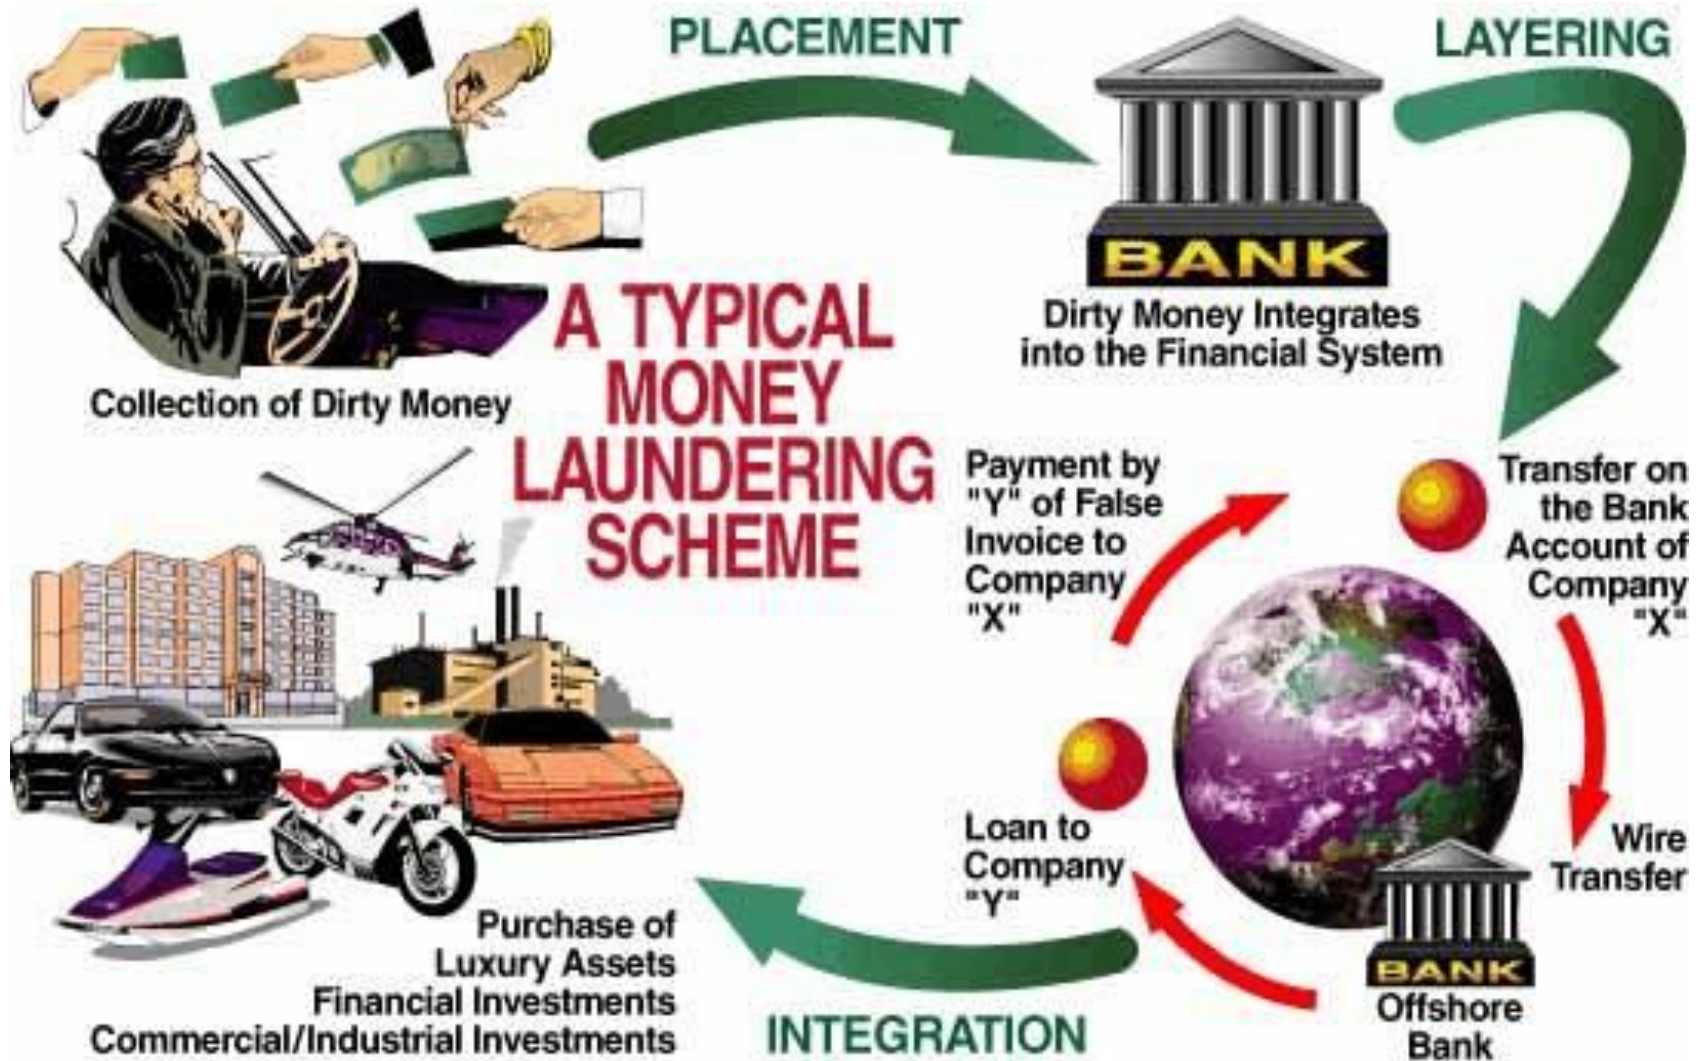 PLACEMENT
LAYERING
BANK
Dirty Money Integrates
into the Financial System
Collection of Dirty Money
A TYPICAL
MONEY
LAUNDERING
SCHEME
Payment by
"Y" of False
Invoice to
Company
"X"
Transfer on
the Bank
Account of
Company
"X"
Wire
Transfer
Loan to
Company
"Y"
BANK
Offshore
Bank
INTEGRATION
Purchase of
Luxury Assets
Financial Investments
Commercial/Industrial Investments